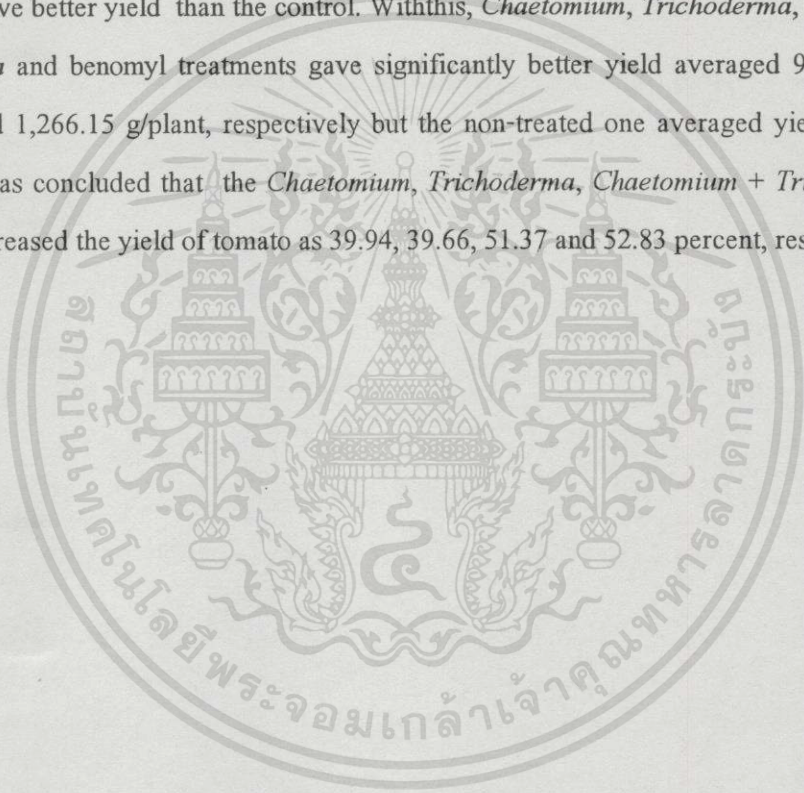 ve better yield than the control. Withthis, Chaetomium, Trichoderma,
and benomyl treatments gave significantly better yield averaged 9
1,266.15 g/plant, respectively but the non-treated one averaged yie
as concluded that the Chaetomium, Trichoderma, Chaetomium + Tri
reased the yield of tomato as 39.94, 39.66, 51.37 and 52.83 percent, res
สถาบันเทคโนโลยีพระจอมเกล้าเจ้าคุณทหารลาดกระบัง